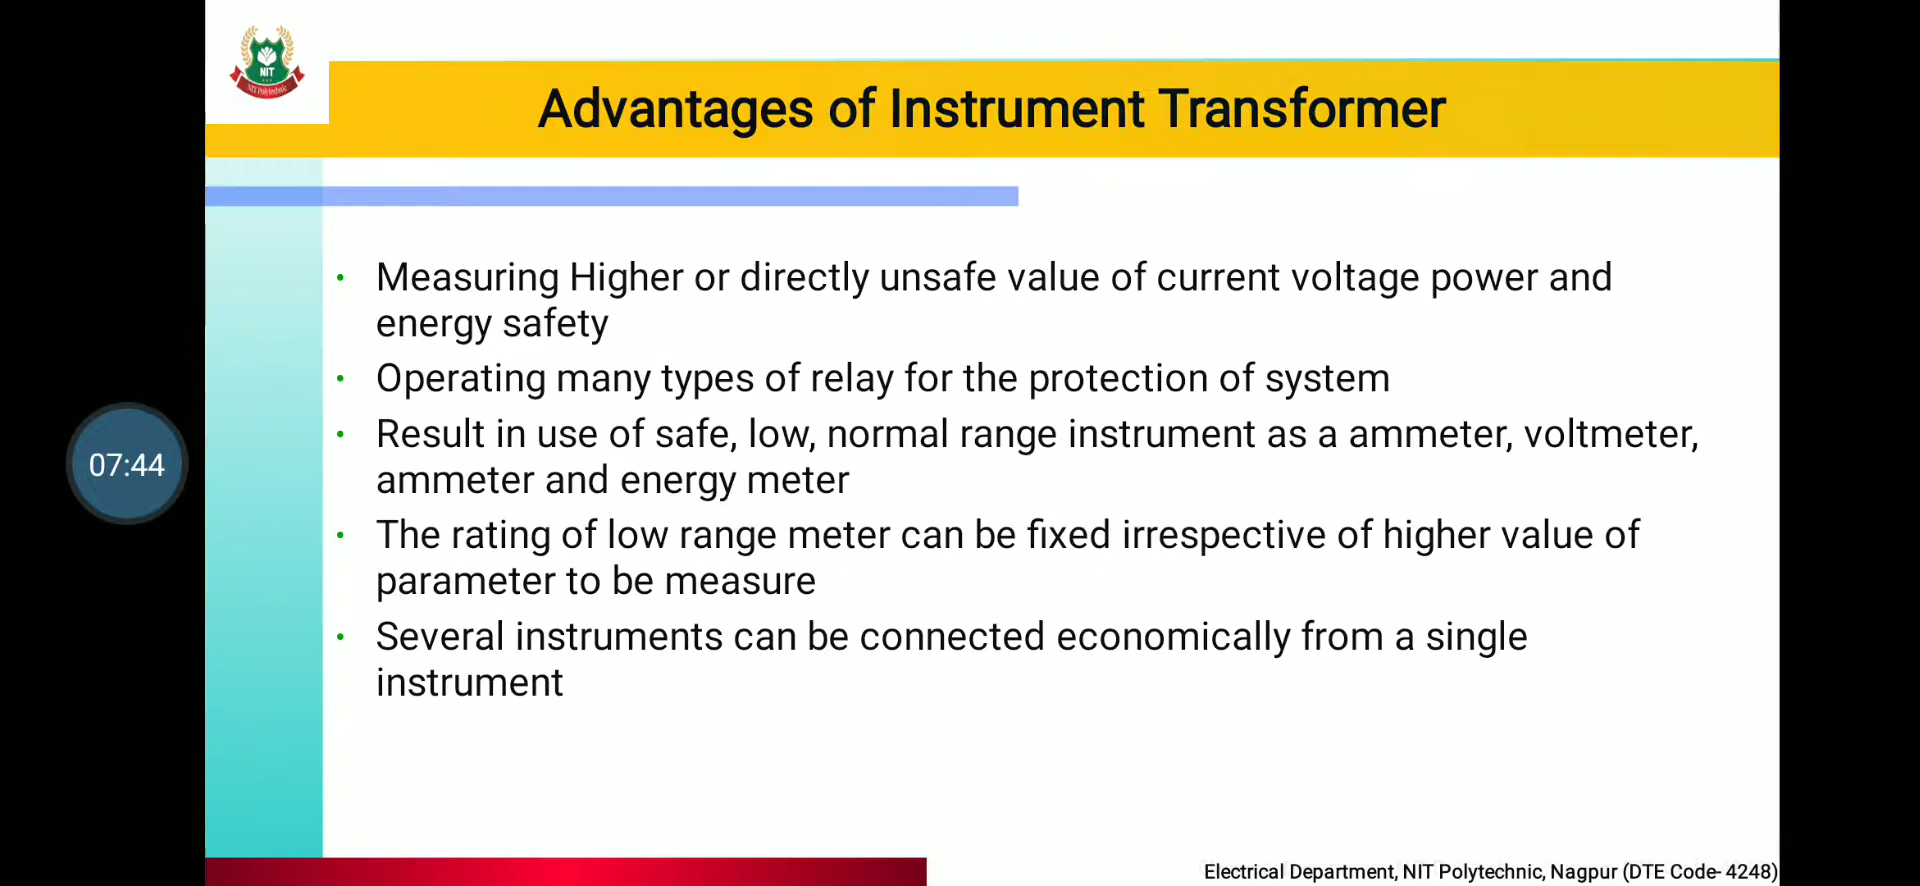 NIT
NIT Polytechnic
Advantages of Instrument Transformer
• Measuring Higher or directly unsafe value of current voltage power and
energy safety
• Operating many types of relay for the protection of system
• Result in use of safe, low, normal range instrument as a ammeter, voltmeter,
ammeter and energy meter
07:44
• The rating of low range meter can be fixed irrespective of higher value of
parameter to be measure
• Several instruments can be connected economically from a single
instrument
Electrical Department, NIT Polytechnic, Nagpur (DTE Code- 4248)